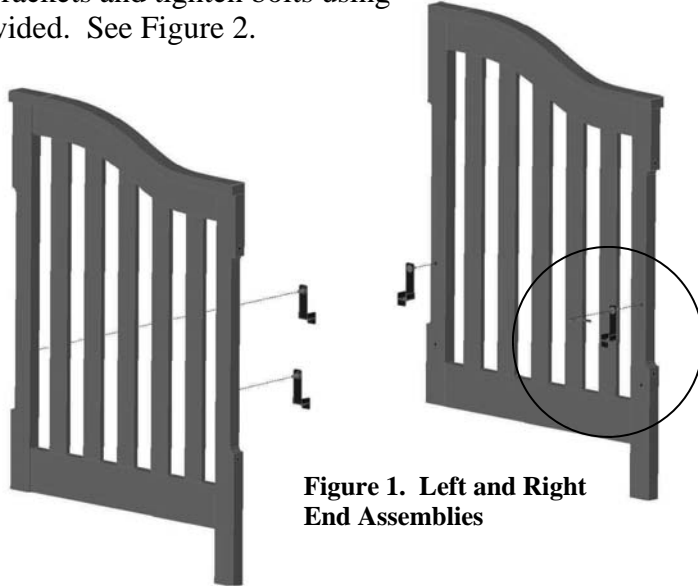 brackets and tighten bolts using
vided.  See Figure 2.
Figure 1.  Left and Right
End Assemblies